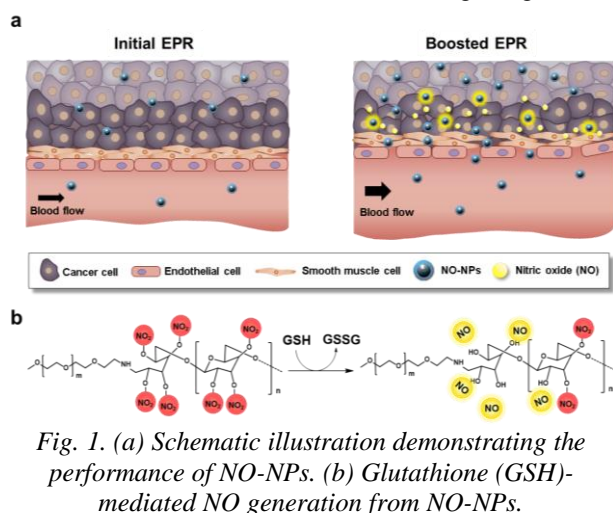 a
Initial EPR
Boosted EPR
Blood flow
Blood flow
Cancer cell
Endothelial cell
Smooth muscle cell
NO-NPs
Nitric oxide (NO)
b
NO₂ NO₂ NO₂
GSH GSSG
NO NO NO₂
O O O m NH O O O O O n
O O O m NH HO OH O O O O n
NO₂ NO₂ NO₂ NO₂
NO NO NO NO NO₂
Fig. 1. (a) Schematic illustration demonstrating the
performance of NO-NPs. (b) Glutathione (GSH)-
mediated NO generation from NO-NPs.